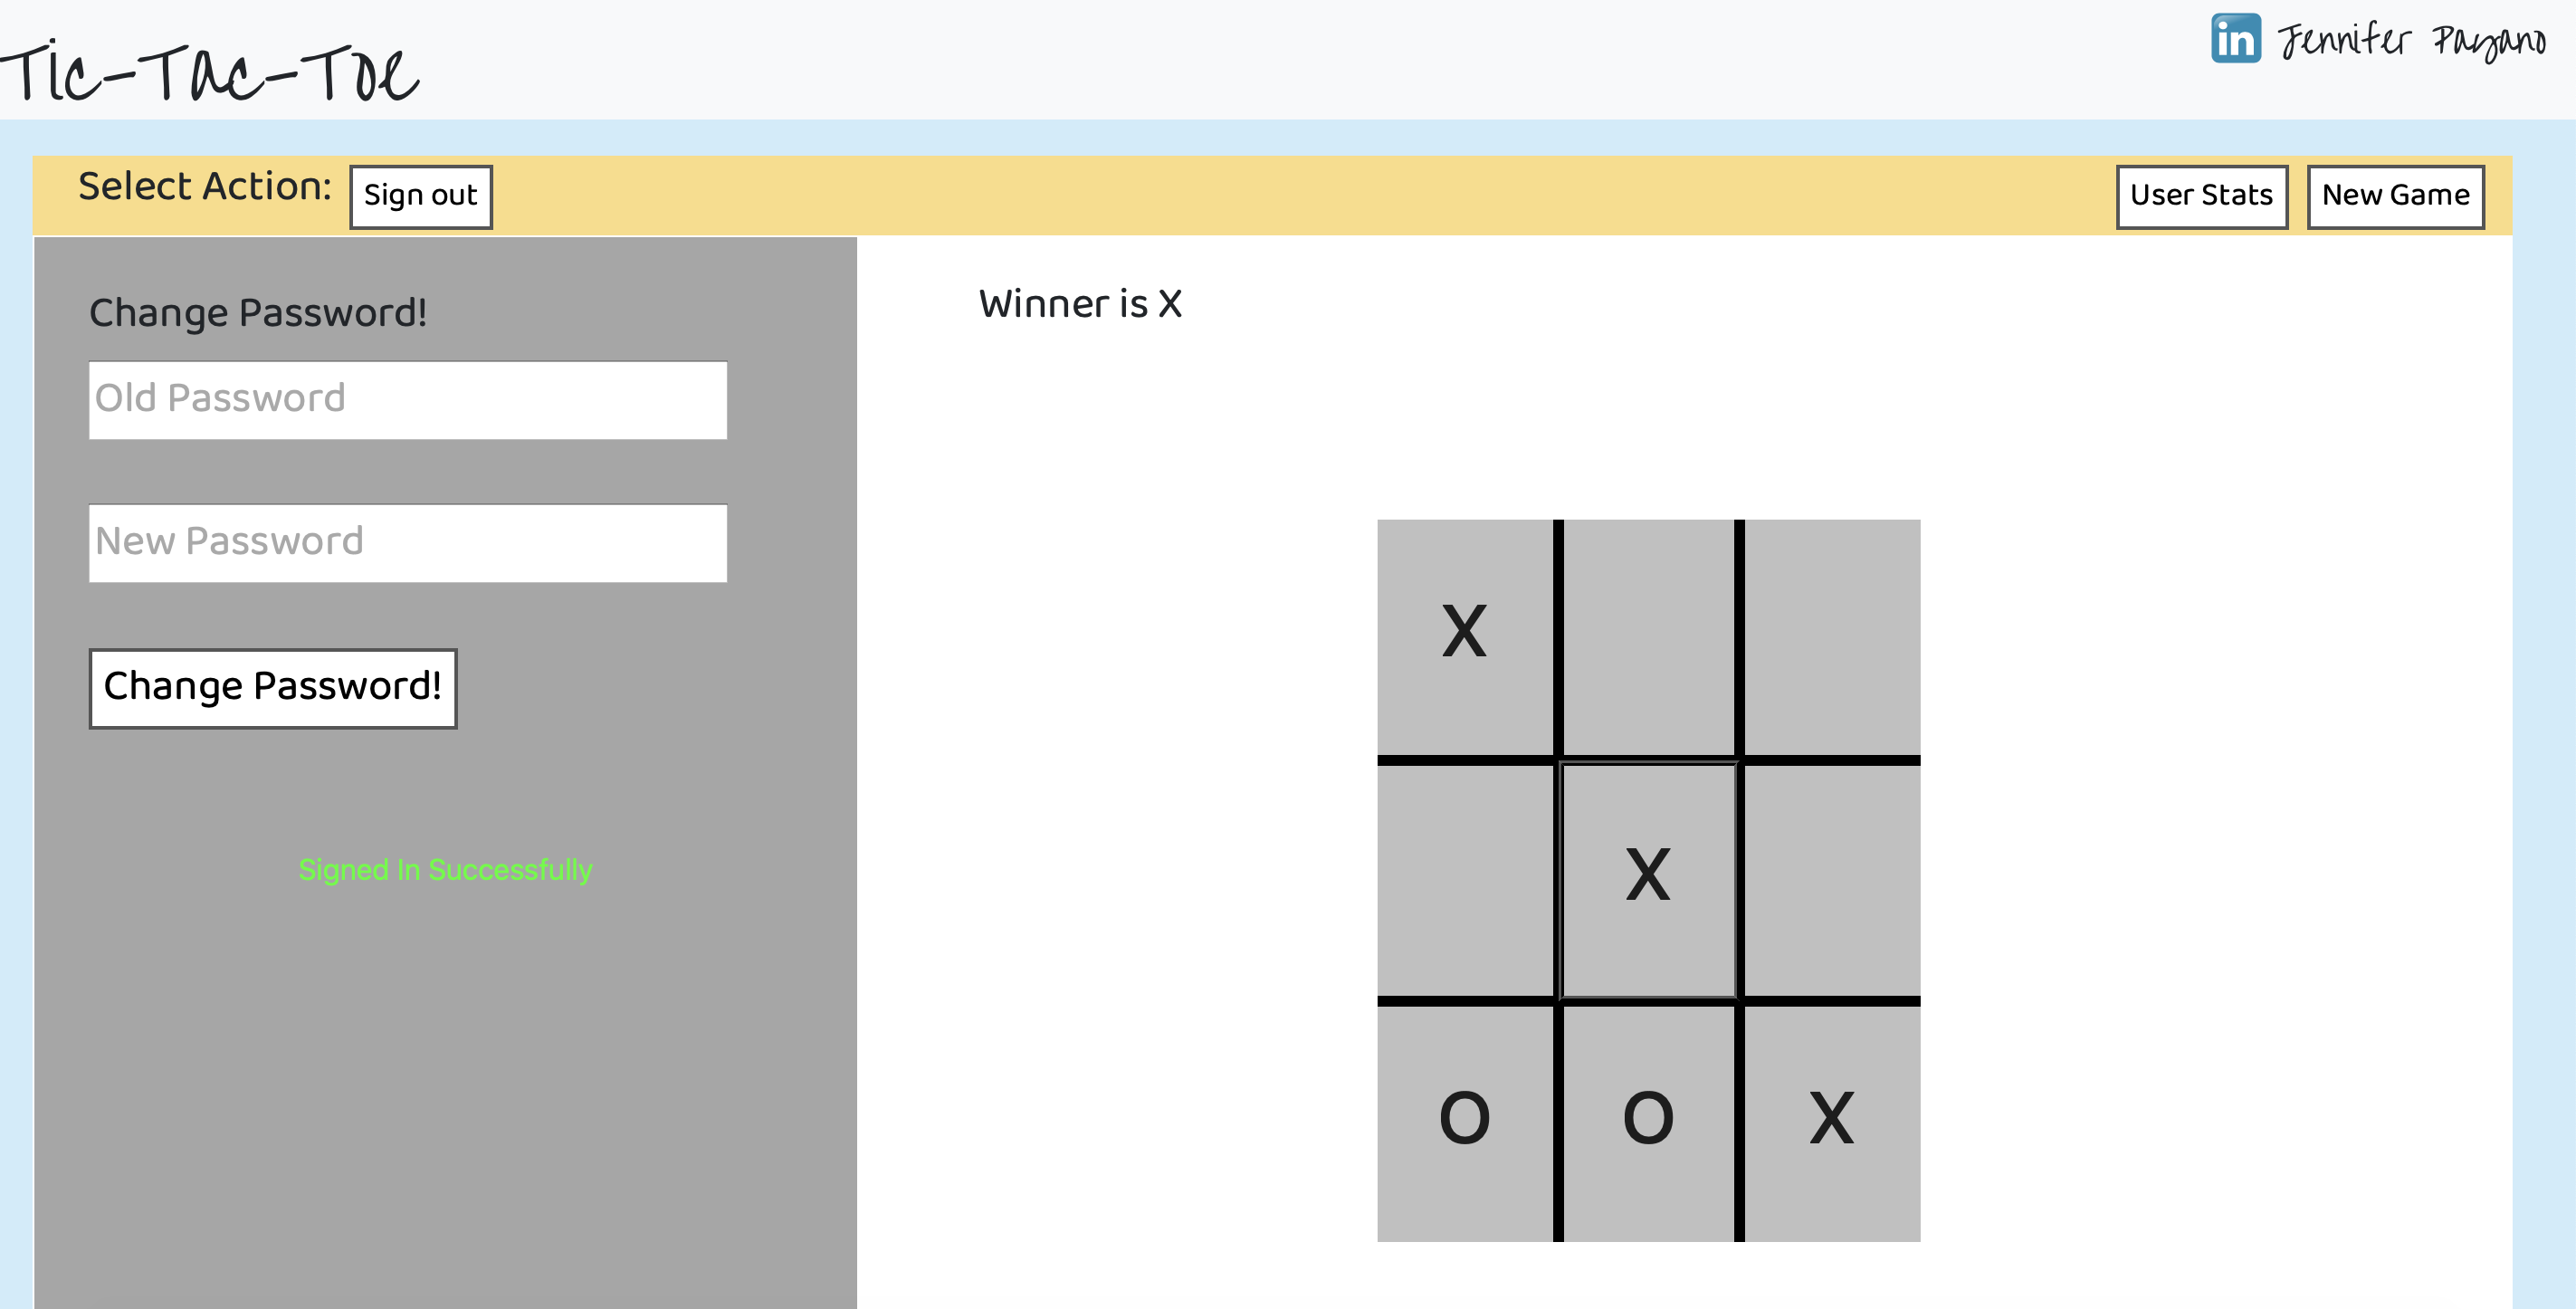 Tic-Tac-Toe
in Jennifer Pagano
Select Action: Sign out User Stats New Game
Change Password!
Old Password
New Password
Change Password!
Signed In Successfully
Winner is X
X
X
O O X